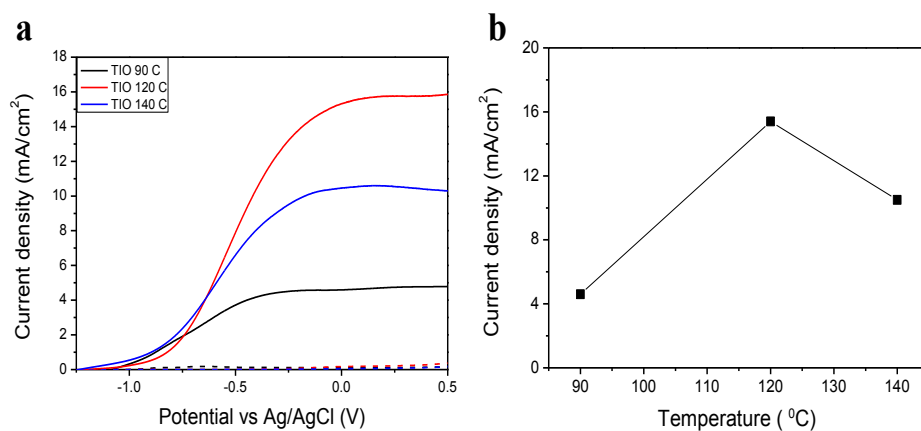 a
18
16
14
12
10
8
6
4
2
0
Current density (mA/cm²)
TIO 90 C
TIO 120 C
TIO 140 C
-1.0 -0.5 0.0 0.5
Potential vs Ag/AgCl (V)
b
20
16
12
8
4
0
Current density (mA/cm²)
90 100 110 120 130 140
Temperature ( ⁰C)